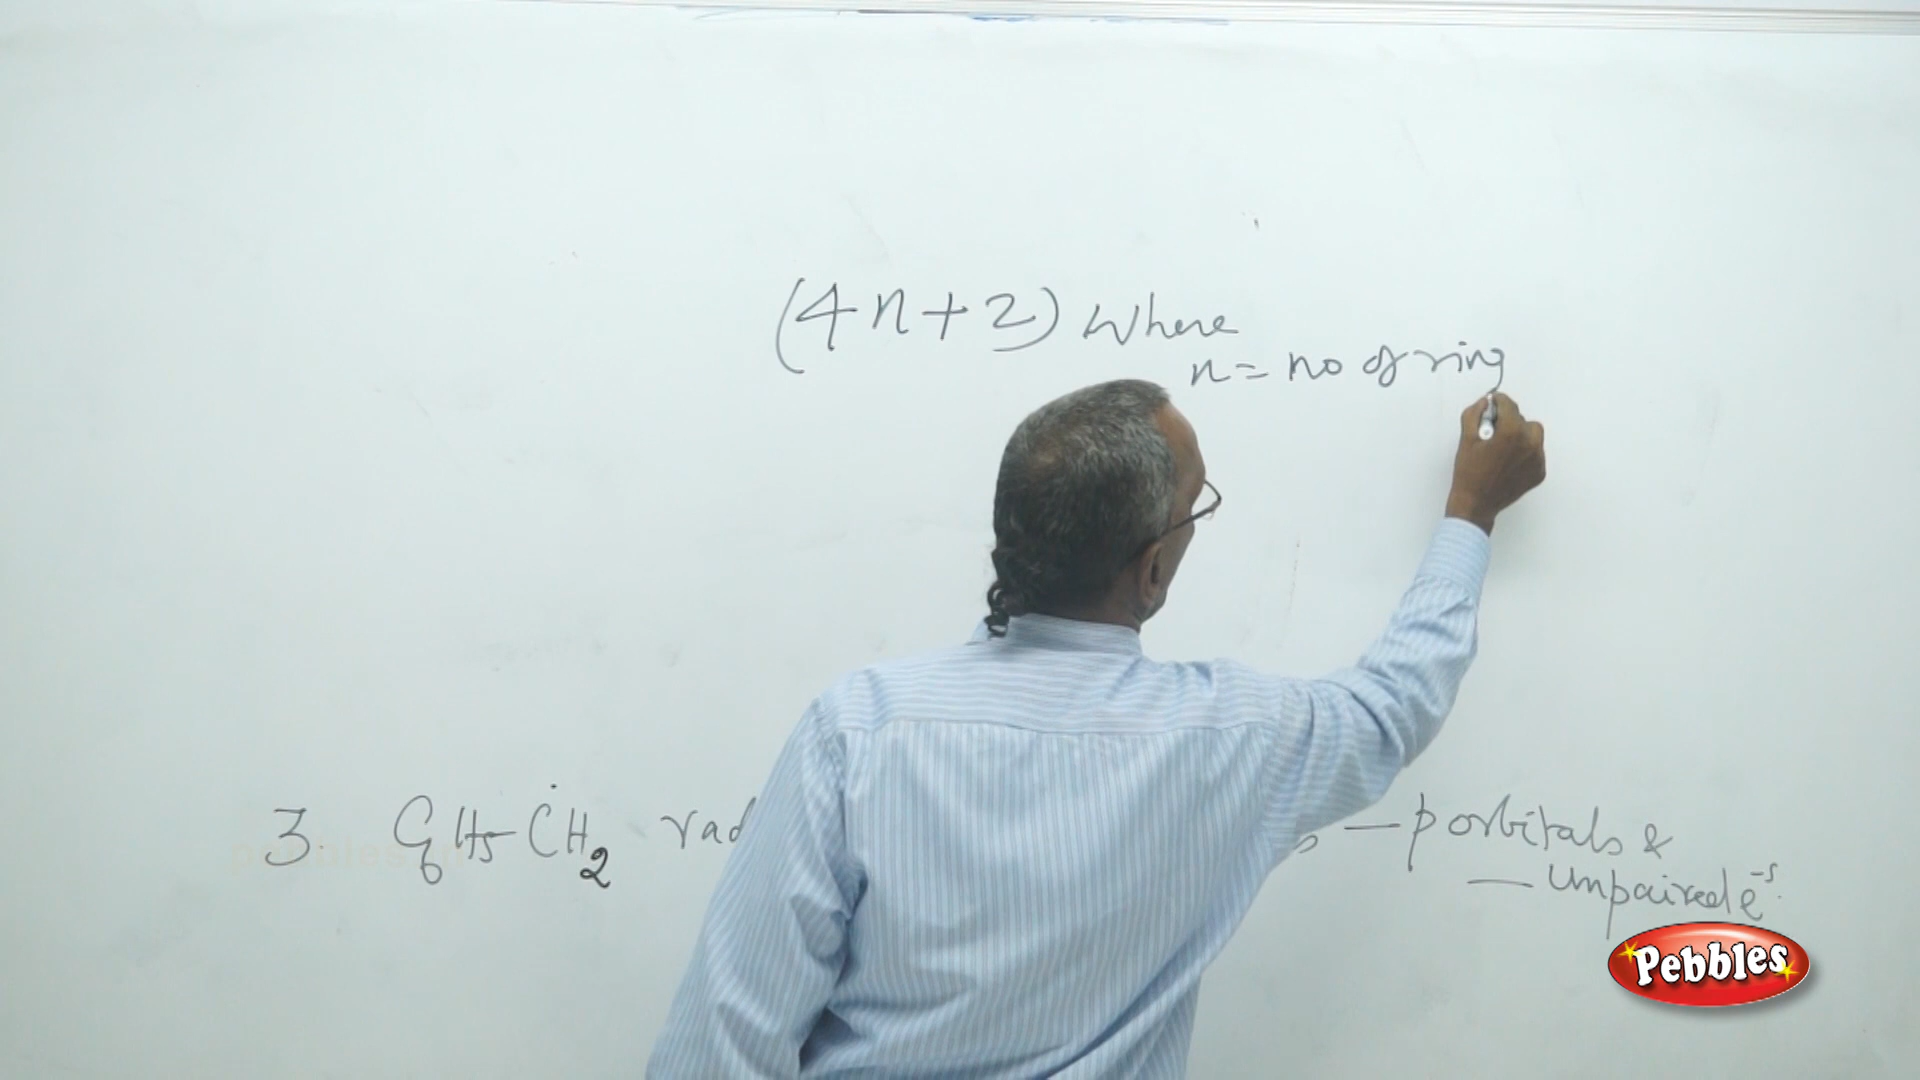 (4n+2) where
n = no of ring
3. C6H5-ĊH2 rad
— p orbitals &
— unpaired e-s.
Pebbles